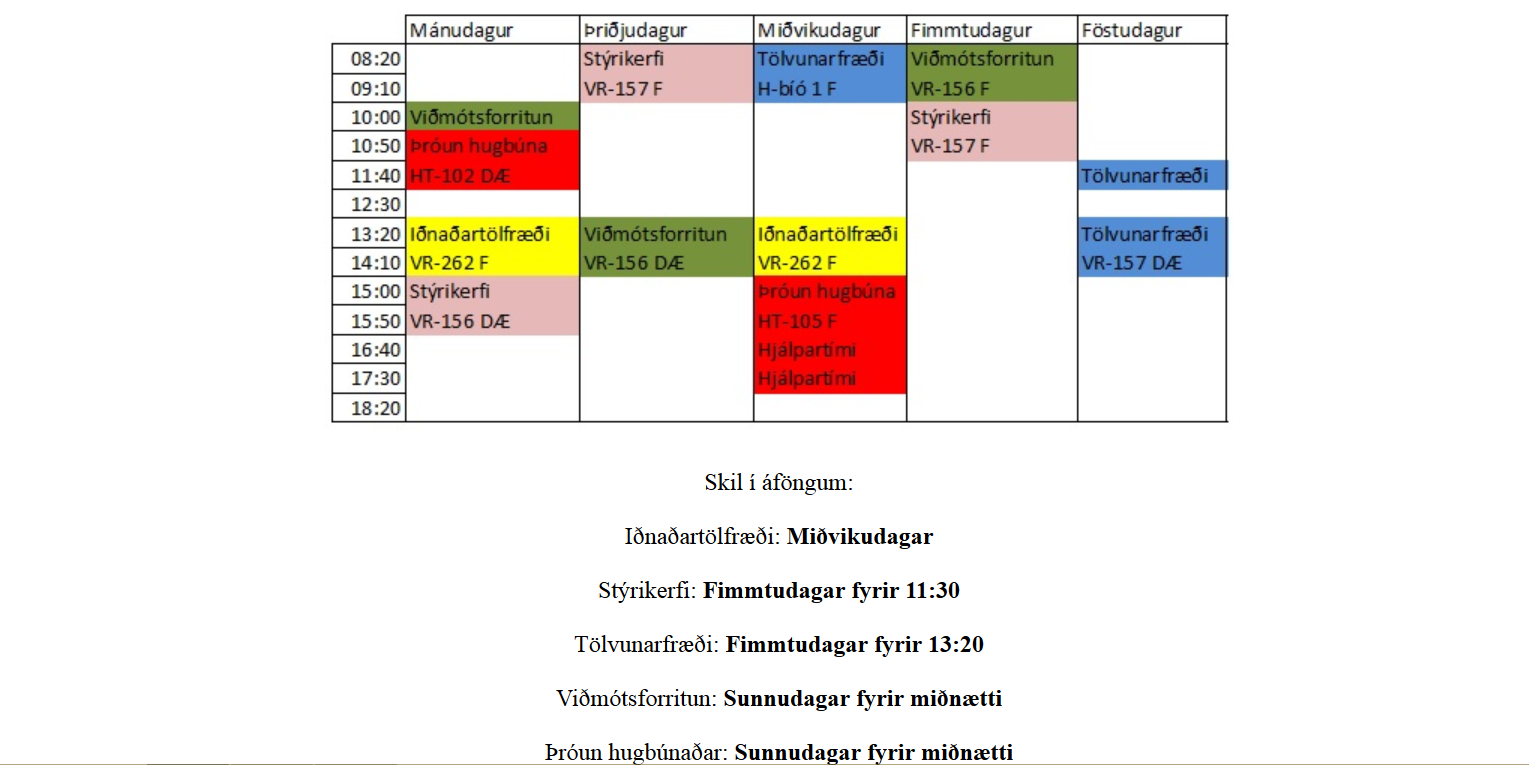 Mánudagur Þriðjudagur Miðvikudagur Fimmtudagur Föstudagur
08:20 Stýrikerfi Tölvunarfræði Viðmótsforritun
09:10 VR-157 F H-bíó 1 F VR-156 F
10:00 Viðmótsforritun Stýrikerfi
10:50 Þróun hugbúna VR-157 F
11:40 HT-102 DÆ Tölvunarfræði
12:30
13:20 Iðnaðartölfræði Viðmótsforritun Iðnaðartölfræði Tölvunarfræði
14:10 VR-262 F VR-156 DÆ VR-262 F VR-157 DÆ
15:00 Stýrikerfi Þróun hugbúna
15:50 VR-156 DÆ HT-105 F
16:40 Hjálpartími
17:30 Hjálpartími
18:20
Skil í áföngum:
Iðnaðartölfræði: Miðvikudagar
Stýrikerfi: Fimmtudagar fyrir 11:30
Tölvunarfræði: Fimmtudagar fyrir 13:20
Viðmótsforritun: Sunnudagar fyrir miðnætti
Þróun hugbúnaðar: Sunnudagar fyrir miðnætti